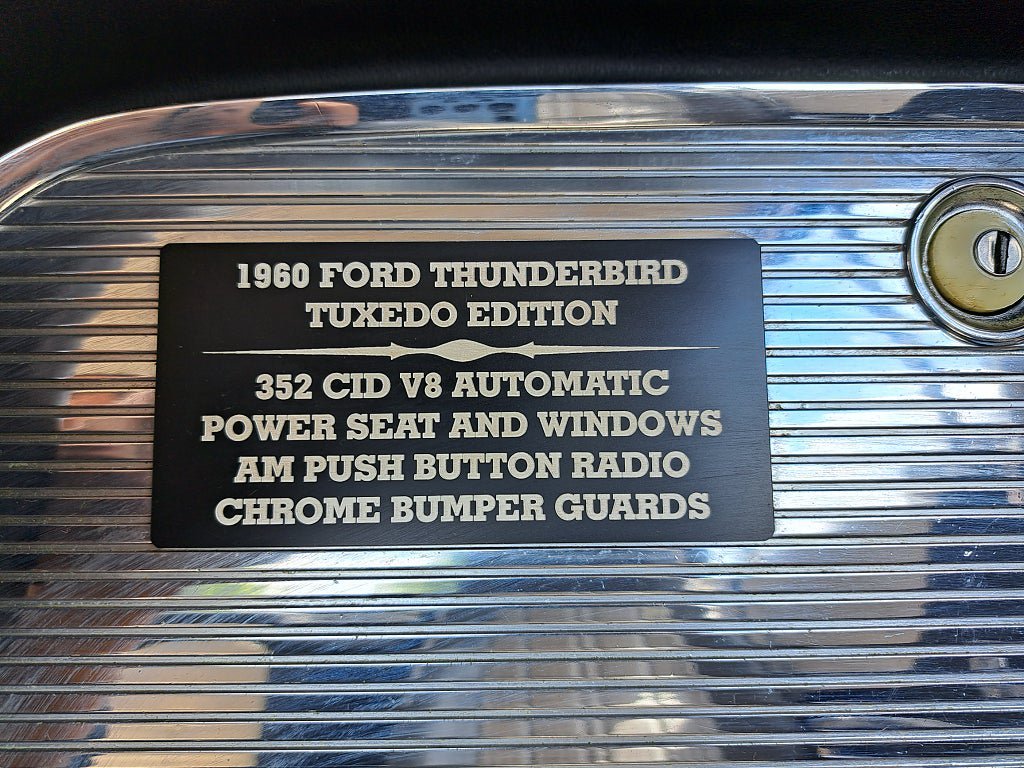 1960 FORD THUNDERBIRD
TUXEDO EDITION
352 CID V8 AUTOMATIC
POWER SEAT AND WINDOWS
AM PUSH BUTTON RADIO
CHROME BUMPER GUARDS